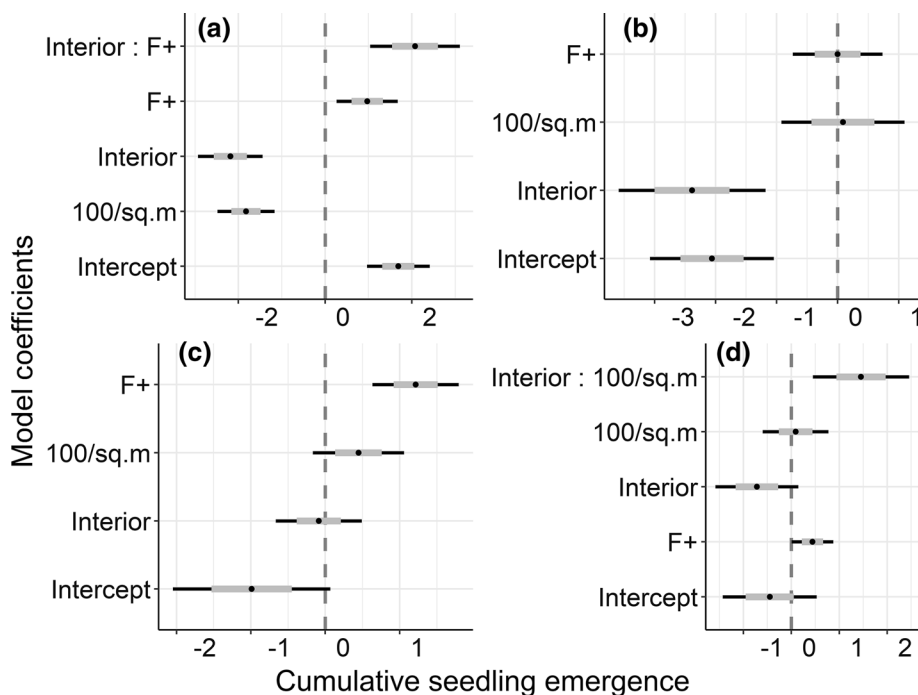 (a)
Interior : F+
F+
Interior
100/sq.m
Intercept
-2 0 2
(b)
F+
100/sq.m
Interior
Intercept
-3 -2 -1 0 1
(c)
F+
100/sq.m
Interior
Intercept
-2 -1 0 1
(d)
Interior : 100/sq.m
100/sq.m
Interior
F+
Intercept
-1 0 1 2
Model coefficients
Cumulative seedling emergence